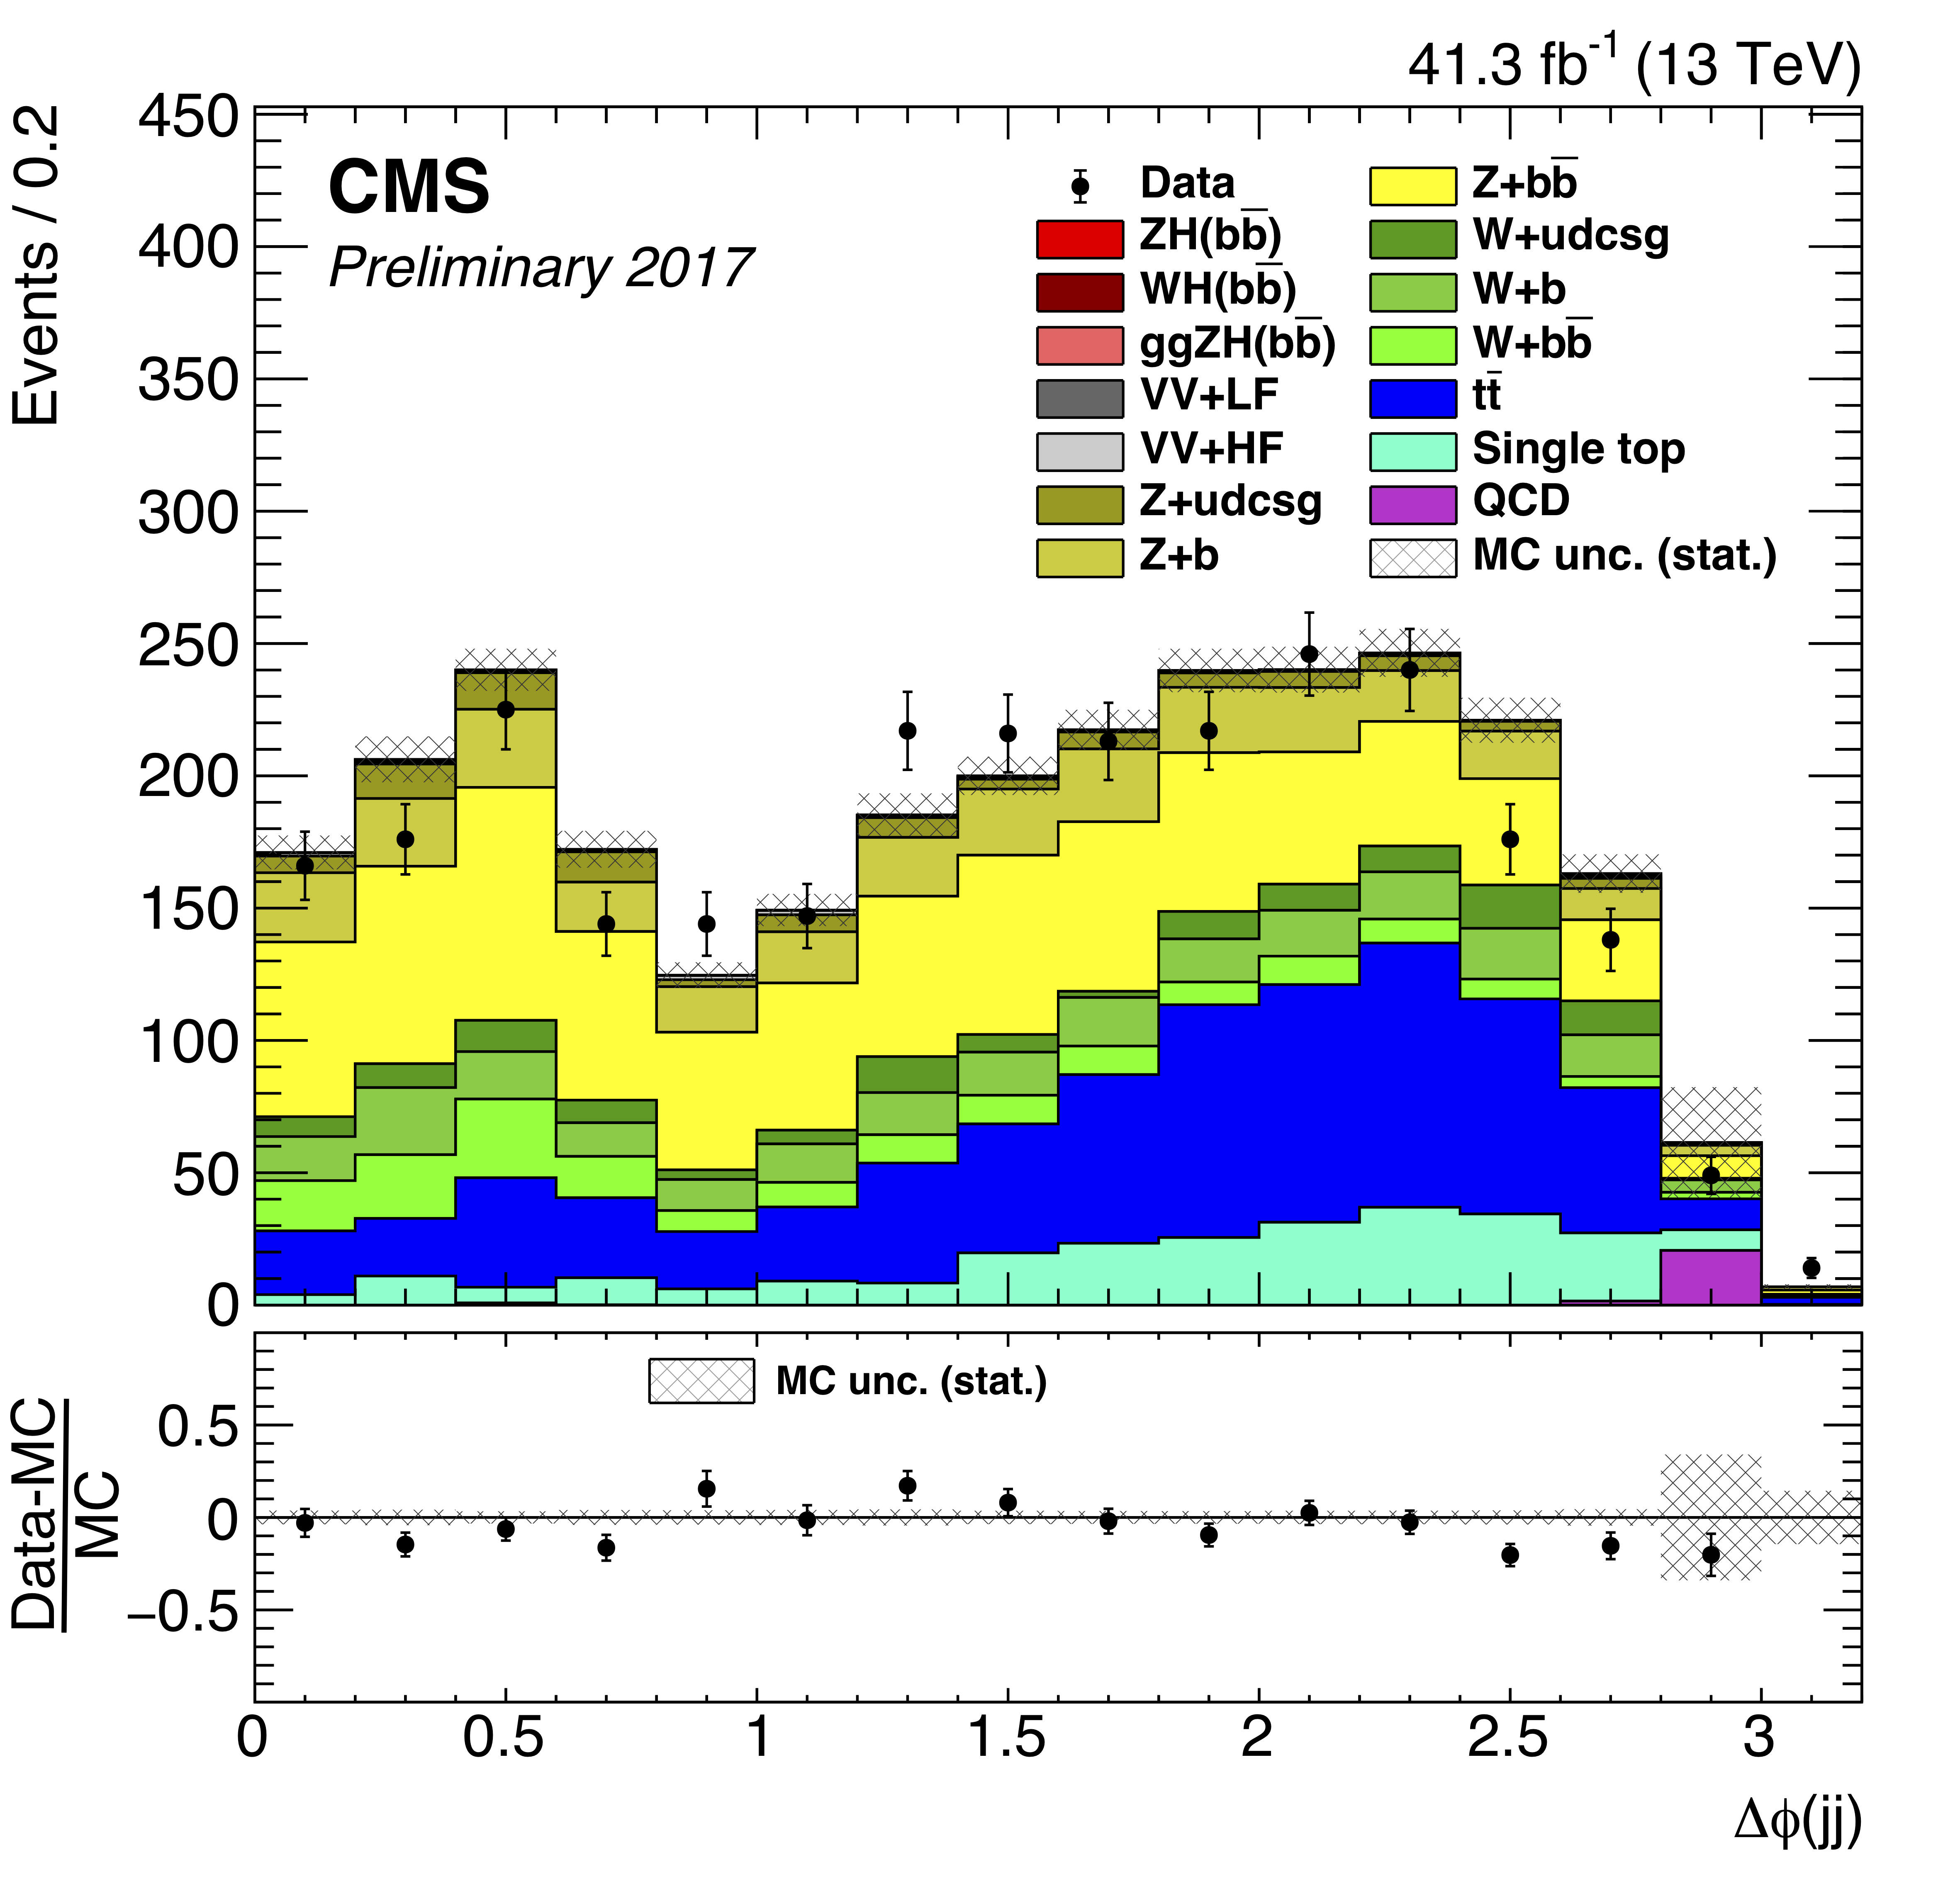 41.3 fb⁻¹ (13 TeV)
Events / 0.2
450
400
350
300
250
200
150
100
50
0
CMS
Preliminary 2017
Data
ZH(bb̅)
WH(bb̅)
ggZH(bb̅)
VV+LF
VV+HF
Z+udcsg
Z+b
Z+bb̅
W+udcsg
W+b
W+bb̅
tt̅
Single top
QCD
MC unc. (stat.)
Data-MC
MC
0.5
0
−0.5
MC unc. (stat.)
0 0.5 1 1.5 2 2.5 3
Δϕ(jj)